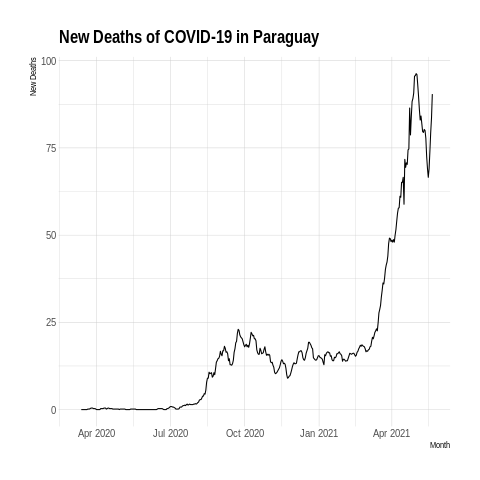 New Deaths of COVID-19 in Paraguay
New Deaths
100
75
50
25
0
Apr 2020 Jul 2020 Oct 2020 Jan 2021 Apr 2021
Month